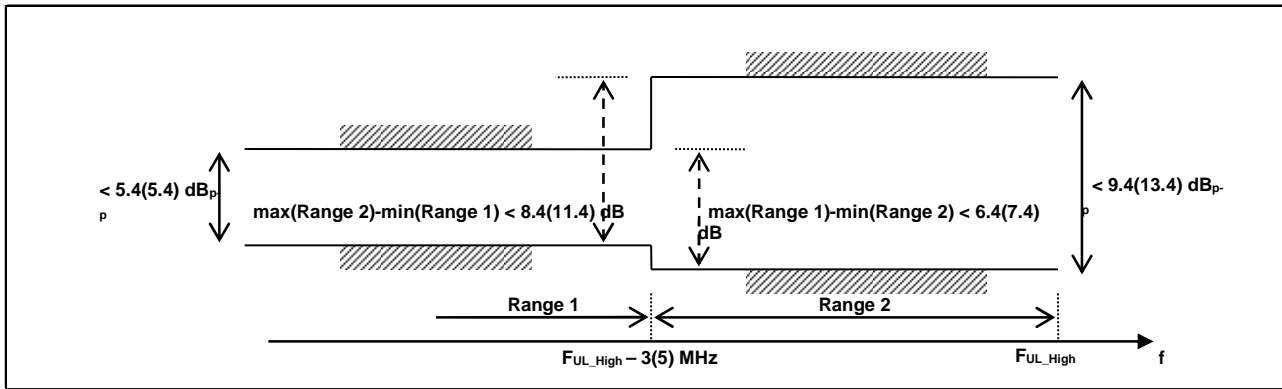 < 5.4(5.4) dBp-
p
max(Range 2)-min(Range 1) < 8.4(11.4) dB
max(Range 1)-min(Range 2) < 6.4(7.4)
dB
< 9.4(13.4) dBp-
p
Range 1
Range 2
FUL_High – 3(5) MHz
FUL_High
f